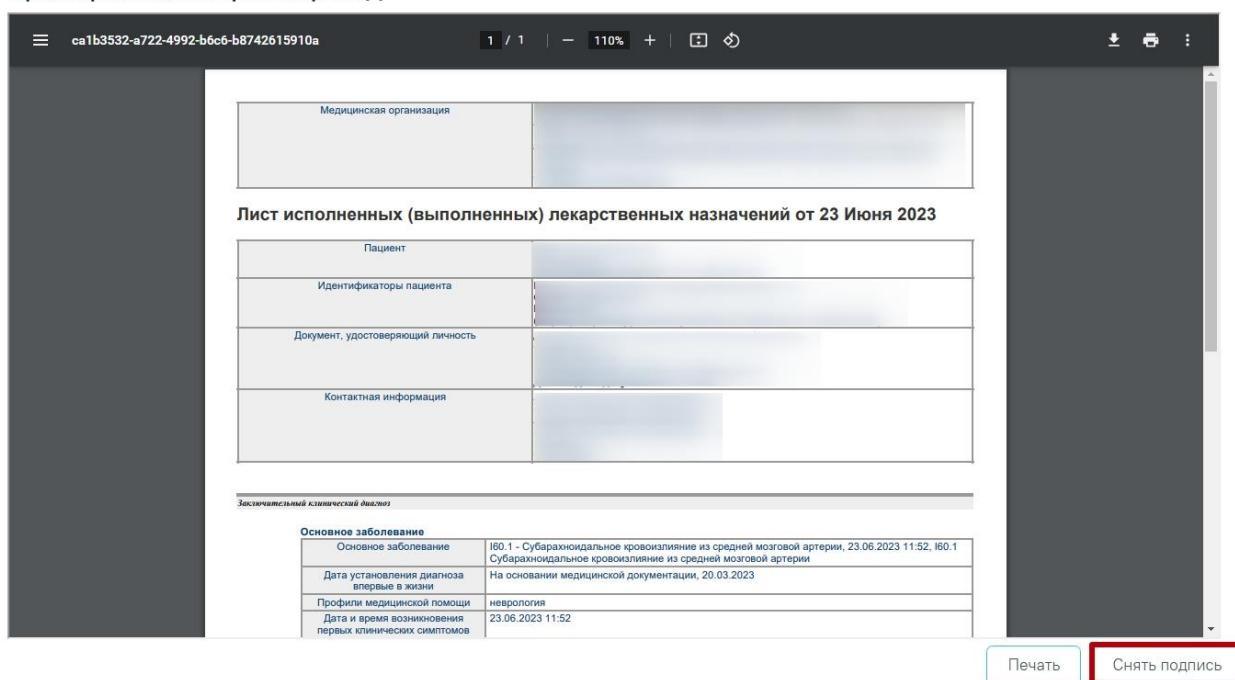 ca1b3532-a722-4992-b6c6-b8742615910a
1 / 1
110%
Медицинская организация
Лист исполненных (выполненных) лекарственных назначений от 23 Июня 2023
Пациент
Идентификаторы пациента
Документ, удостоверяющий личность
Контактная информация
Заключительный клинический диагноз
Основное заболевание
Основное заболевание
I60.1 - Субарахноидальное кровоизлияние из средней мозговой артерии, 23.06.2023 11:52, I60.1
Субарахноидальное кровоизлияние из средней мозговой артерии
Дата установления диагноза
впервые в жизни
На основании медицинской документации, 20.03.2023
Профили медицинской помощи
неврология
Дата и время возникновения
первых клинических симптомов
23.06.2023 11:52
Печать
Снять подпись